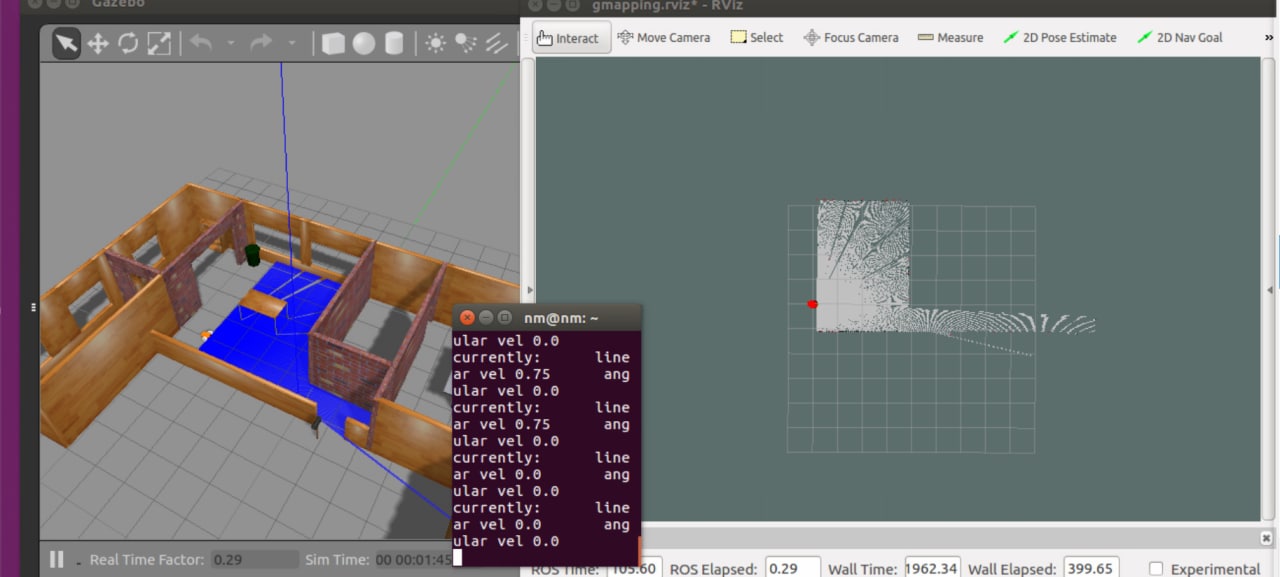 Gazebo
gmapping.rviz* - RViz
Interact
Move Camera
Select
Focus Camera
Measure
2D Pose Estimate
2D Nav Goal
»
nm@nm: ~
ular vel 0.0
currently: line
ar vel 0.75 ang
ular vel 0.0
currently: line
ar vel 0.75 ang
ular vel 0.0
currently: line
ar vel 0.0 ang
ular vel 0.0
currently: line
ar vel 0.0 ang
ular vel 0.0
Real Time Factor: 0.29 Sim Time: 00 00:01:45
ROS Time: 105.60 ROS Elapsed: 0.29 Wall Time: 1962.34 Wall Elapsed: 399.65 Experimental